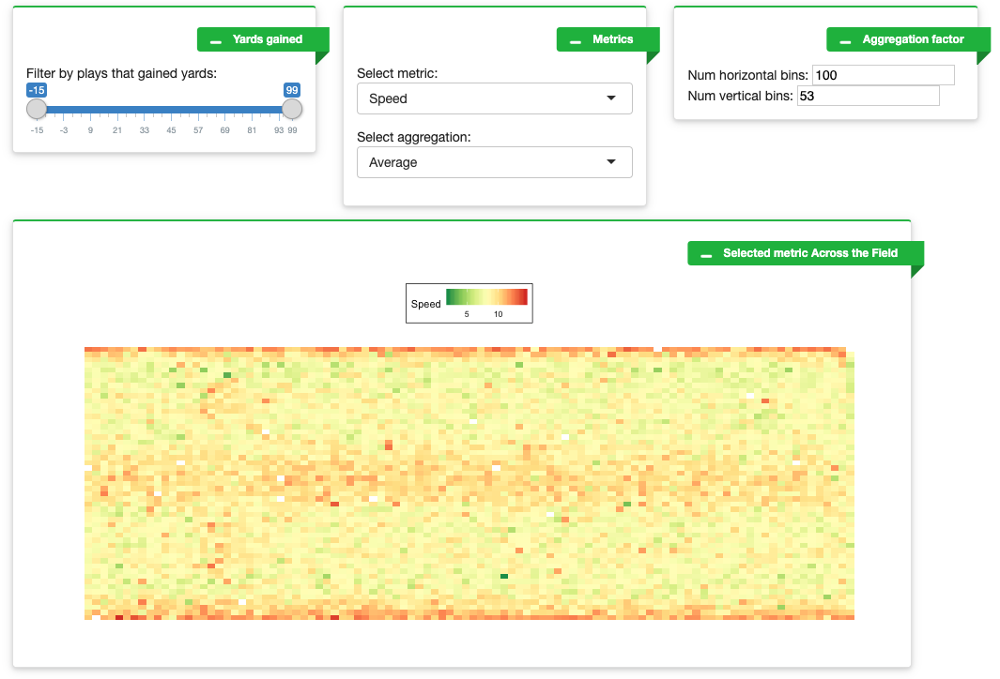 Yards gained
Filter by plays that gained yards:
-15 99
-15 -3 9 21 33 45 57 69 81 93 99
Metrics
Select metric:
Speed
Select aggregation:
Average
Aggregation factor
Num horizontal bins: 100
Num vertical bins: 53
Selected metric Across the Field
Speed
5 10